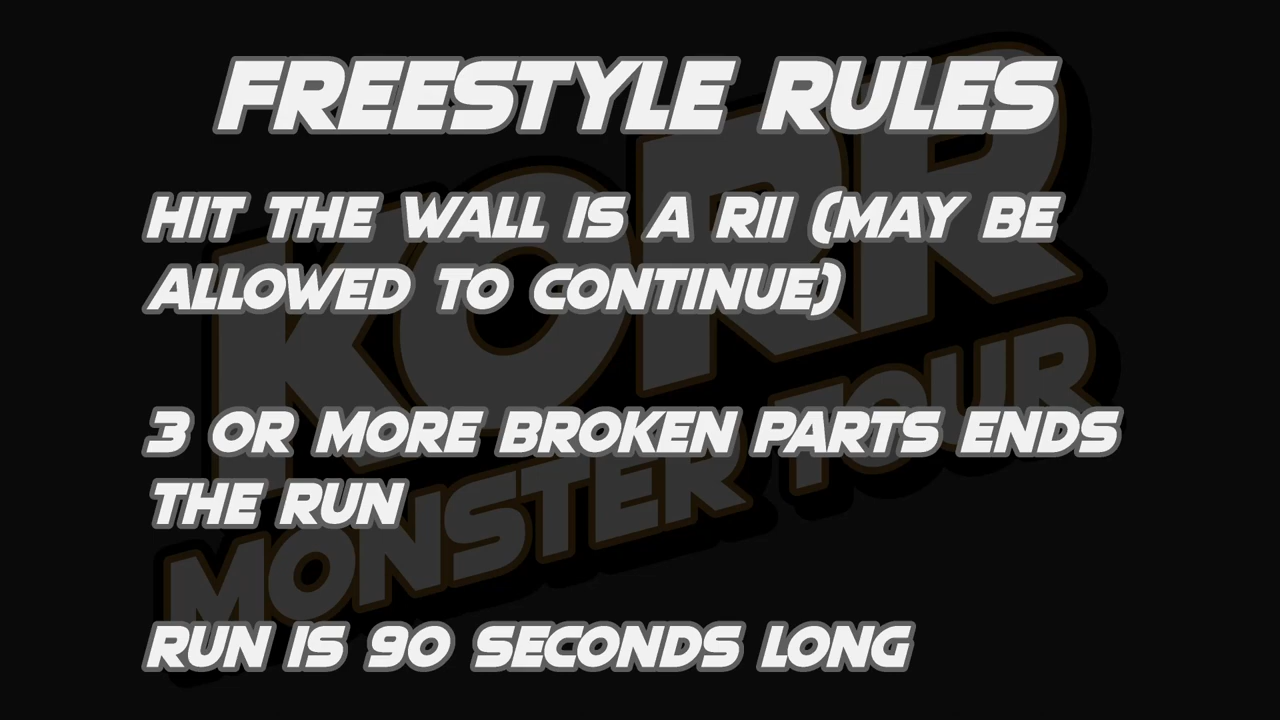 FREESTYLE RULES
HIT THE WALL IS A RII (MAY BE
ALLOWED TO CONTINUE)
3 OR MORE BROKEN PARTS ENDS
THE RUN
RUN IS 90 SECONDS LONG
KORR
MONSTER TOUR